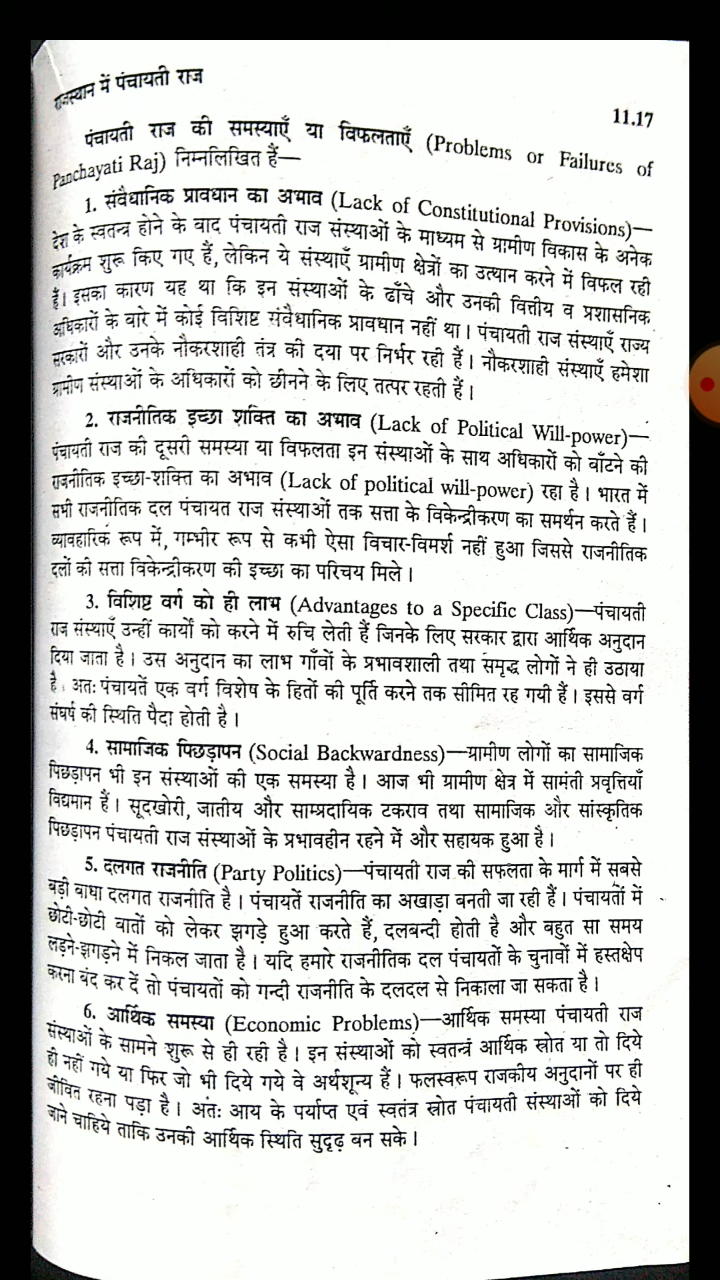 राजस्थान में पंचायती राज
11.17
पंचायती राज की समस्याएँ या विफलताएँ (Problems or Failures of
Panchayati Raj) निम्नलिखित हैं—
1. संवैधानिक प्रावधान का अभाव (Lack of Constitutional Provisions)—
देश के स्वतन्त्र होने के बाद पंचायती राज संस्थाओं के माध्यम से ग्रामीण विकास के अनेक
कार्यक्रम शुरू किए गए हैं, लेकिन ये संस्थाएँ ग्रामीण क्षेत्रों का उत्थान करने में विफल रही
हैं। इसका कारण यह था कि इन संस्थाओं के ढाँचे और उनकी वित्तीय व प्रशासनिक
अधिकारों के बारे में कोई विशिष्ट संवैधानिक प्रावधान नहीं था। पंचायती राज संस्थाएँ राज्य
सरकारों और उनके नौकरशाही तंत्र की दया पर निर्भर रही हैं। नौकरशाही संस्थाएँ हमेशा
ग्रामीण संस्थाओं के अधिकारों को छीनने के लिए तत्पर रहती हैं।
2. राजनीतिक इच्छा शक्ति का अभाव (Lack of Political Will-power)—
पंचायती राज की दूसरी समस्या या विफलता इन संस्थाओं के साथ अधिकारों को बाँटने की
राजनीतिक इच्छा-शक्ति का अभाव (Lack of political will-power) रहा है। भारत में
सभी राजनीतिक दल पंचायत राज संस्थाओं तक सत्ता के विकेन्द्रीकरण का समर्थन करते हैं।
व्यावहारिक रूप में, गम्भीर रूप से कभी ऐसा विचार-विमर्श नहीं हुआ जिससे राजनीतिक
दलों की सत्ता विकेन्द्रीकरण की इच्छा का परिचय मिले।
3. विशिष्ट वर्ग को ही लाभ (Advantages to a Specific Class)—पंचायती
राज संस्थाएँ उन्हीं कार्यों को करने में रुचि लेती हैं जिनके लिए सरकार द्वारा आर्थिक अनुदान
दिया जाता है। उस अनुदान का लाभ गाँवों के प्रभावशाली तथा समृद्ध लोगों ने ही उठाया
है। अतः पंचायतें एक वर्ग विशेष के हितों की पूर्ति करने तक सीमित रह गयी हैं। इससे वर्ग
संघर्ष की स्थिति पैदा होती है।
4. सामाजिक पिछड़ापन (Social Backwardness)—ग्रामीण लोगों का सामाजिक
पिछड़ापन भी इन संस्थाओं की एक समस्या है। आज भी ग्रामीण क्षेत्र में सामंती प्रवृत्तियाँ
विद्यमान हैं। सूदखोरी, जातीय और साम्प्रदायिक टकराव तथा सामाजिक और सांस्कृतिक
पिछड़ापन पंचायती राज संस्थाओं के प्रभावहीन रहने में और सहायक हुआ है।
5. दलगत राजनीति (Party Politics)—पंचायती राज की सफलता के मार्ग में सबसे
बड़ी बाधा दलगत राजनीति है। पंचायतें राजनीति का अखाड़ा बनती जा रही हैं। पंचायतों में
छोटी-छोटी बातों को लेकर झगड़े हुआ करते हैं, दलबन्दी होती है और बहुत सा समय
लड़ने-झगड़ने में निकल जाता है। यदि हमारे राजनीतिक दल पंचायतों के चुनावों में हस्तक्षेप
करना बंद कर दें तो पंचायतों को गन्दी राजनीति के दलदल से निकाला जा सकता है।
6. आर्थिक समस्या (Economic Problems)—आर्थिक समस्या पंचायती राज
संस्थाओं के सामने शुरू से ही रही है। इन संस्थाओं को स्वतन्त्रं आर्थिक स्रोत या तो दिये
ही नहीं गये या फिर जो भी दिये गये वे अर्थशून्य हैं। फलस्वरूप राजकीय अनुदानों पर ही
जीवित रहना पड़ा है। अतः आय के पर्याप्त एवं स्वतंत्र स्रोत पंचायती संस्थाओं को दिये
जाने चाहिये ताकि उनकी आर्थिक स्थिति सुदृढ़ बन सके।